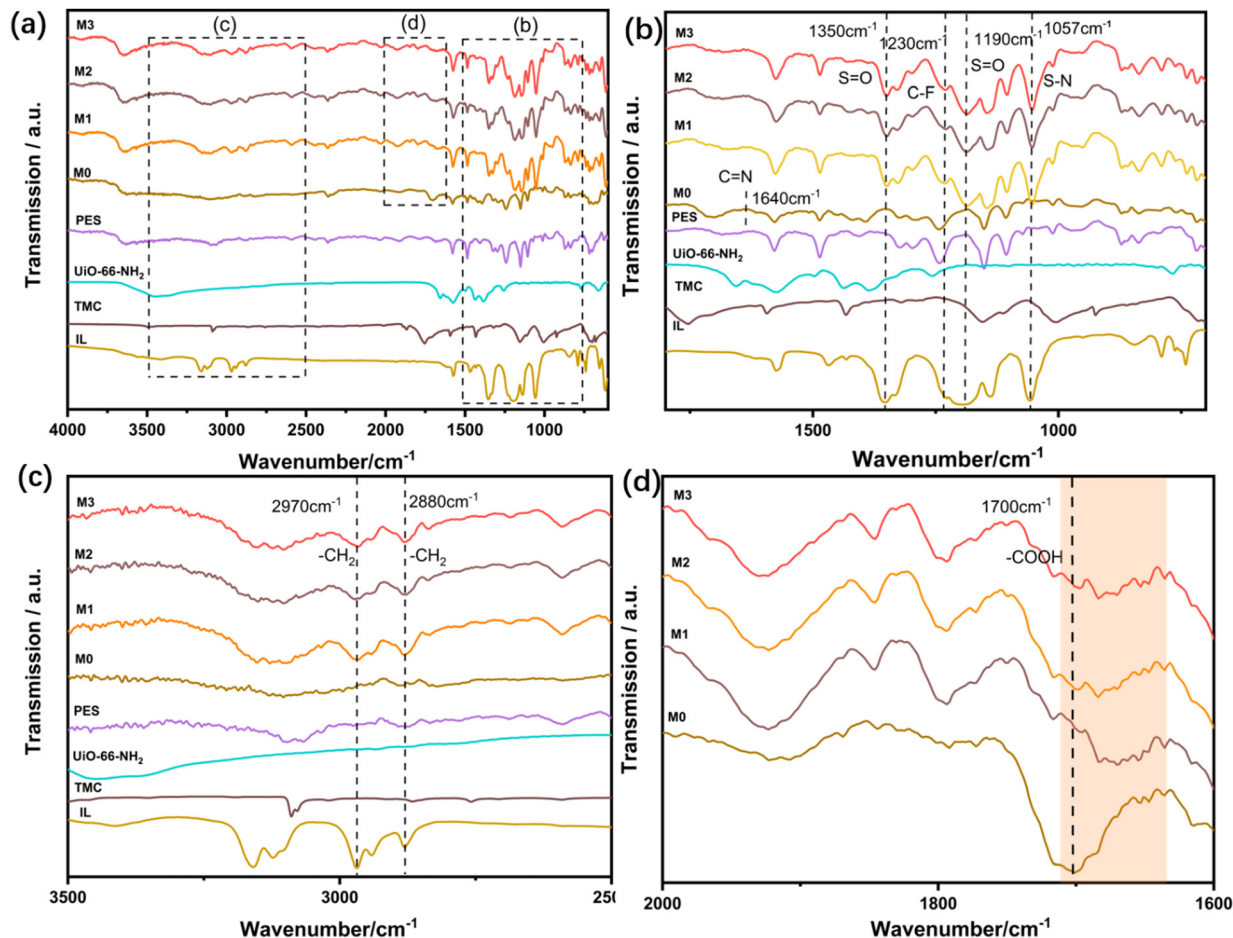 (a)
(c)
(d)
(b)
M3
M2
M1
M0
PES
UiO-66-NH2
TMC
IL
Transmission / a.u.
4000 3500 3000 2500 2000 1500 1000
Wavenumber/cm-1
(b)
1350cm-1
1230cm-1
1190cm-1
1057cm-1
S=O
C-F
S=O
S-N
C=N
1640cm-1
M3
M2
M1
M0
PES
UiO-66-NH2
TMC
IL
Transmission / a.u.
1500 1000
Wavenumber/cm-1
(c)
2970cm-1
2880cm-1
-CH2
-CH2
M3
M2
M1
M0
PES
UiO-66-NH2
TMC
IL
Transmission / a.u.
3500 3000 250
Wavenumber/cm-1
(d)
1700cm-1
-COOH
M3
M2
M1
M0
Transmission / a.u.
2000 1800 1600
Wavenumber/cm-1